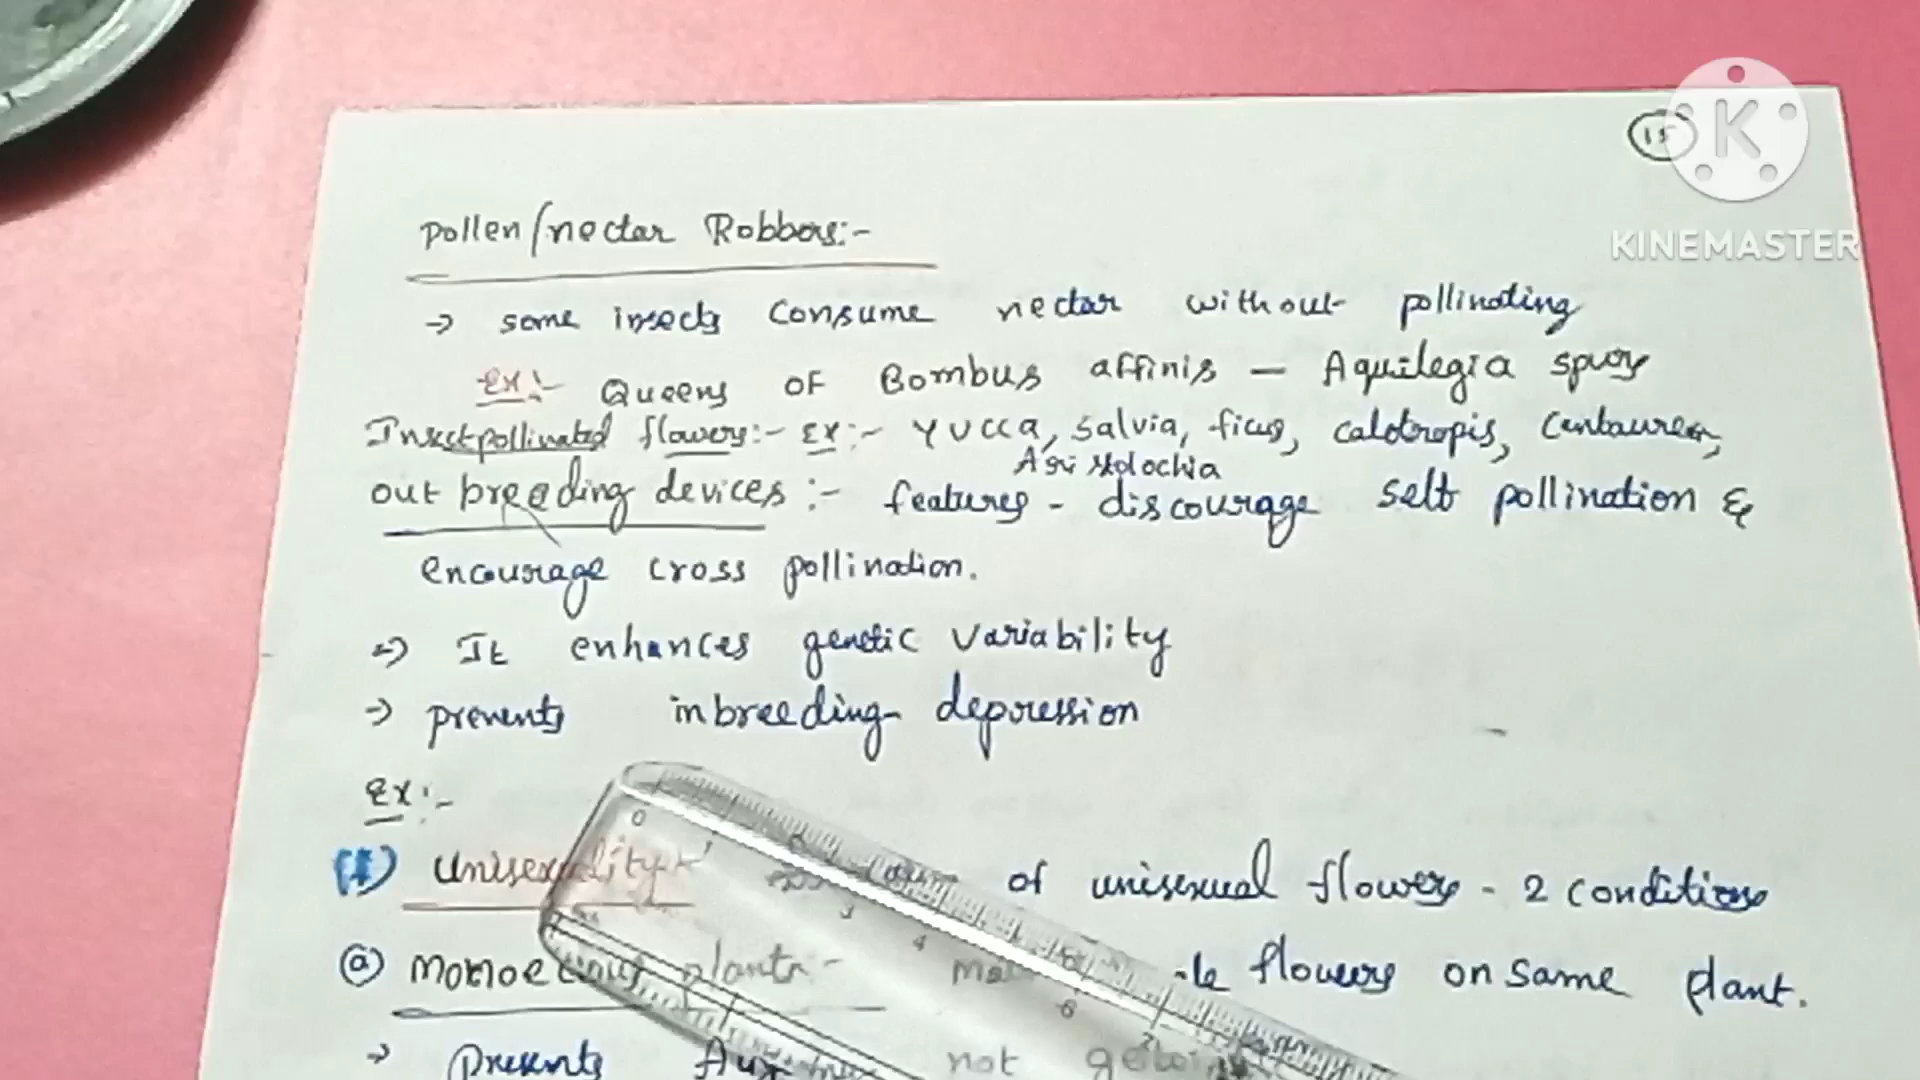 15
KINEMASTER
Pollen/nectar Robbers:-
→ some insects consume nectar without pollinating
Ex:- Queens of Bombus affinis – Aquilegia spurs
Insect pollinated flowers:- Ex:- Yucca, Salvia, ficus, calotropis, Centaurea,
Aristolochia
out breeding devices :- features - discourage self pollination &
encourage cross pollination.
→ It enhances genetic variability
→ prevents inbreeding depression
Ex:-
(1) Unisexuality of unisexual flowers - 2 conditions
(a) monoecious plants:- flowers on same plant.
→ not